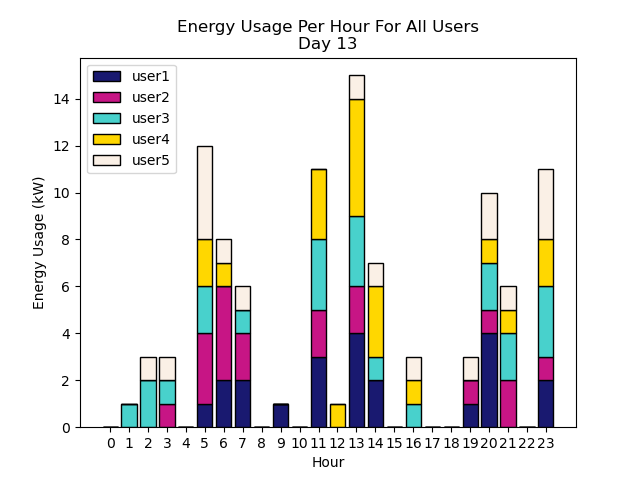 Energy Usage Per Hour For All Users
Day 13
user1
user2
user3
user4
user5
14
12
10
8
6
4
2
0
Energy Usage (kW)
0 1 2 3 4 5 6 7 8 9 10 11 12 13 14 15 16 17 18 19 20 21 22 23
Hour